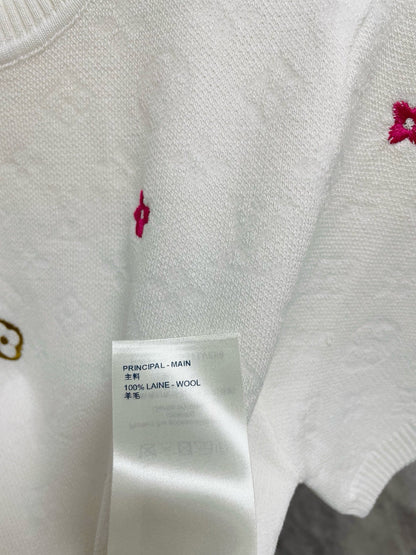 PRINCIPAL - MAIN
主料
100% LAINE - WOOL
羊毛